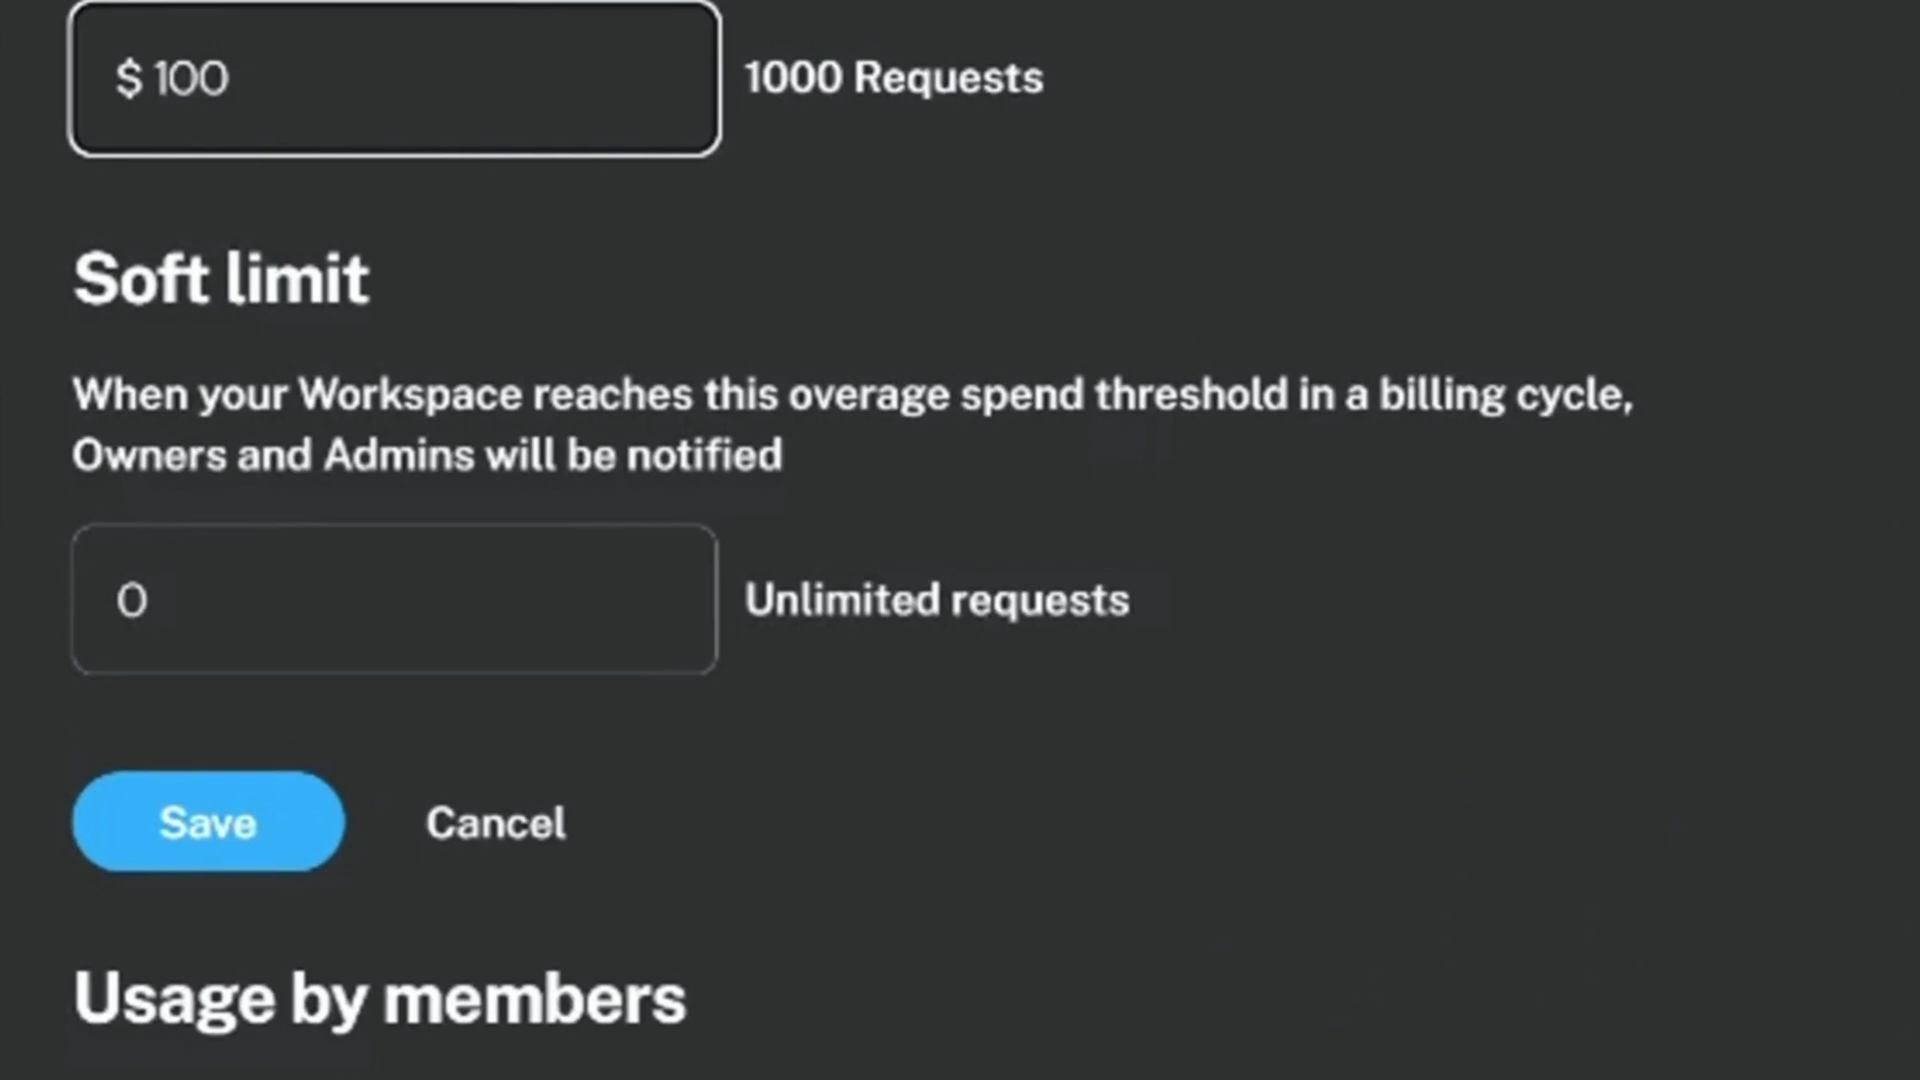 $ 100 1000 Requests
Soft limit
When your Workspace reaches this overage spend threshold in a billing cycle,
Owners and Admins will be notified
0 Unlimited requests
Save Cancel
Usage by members